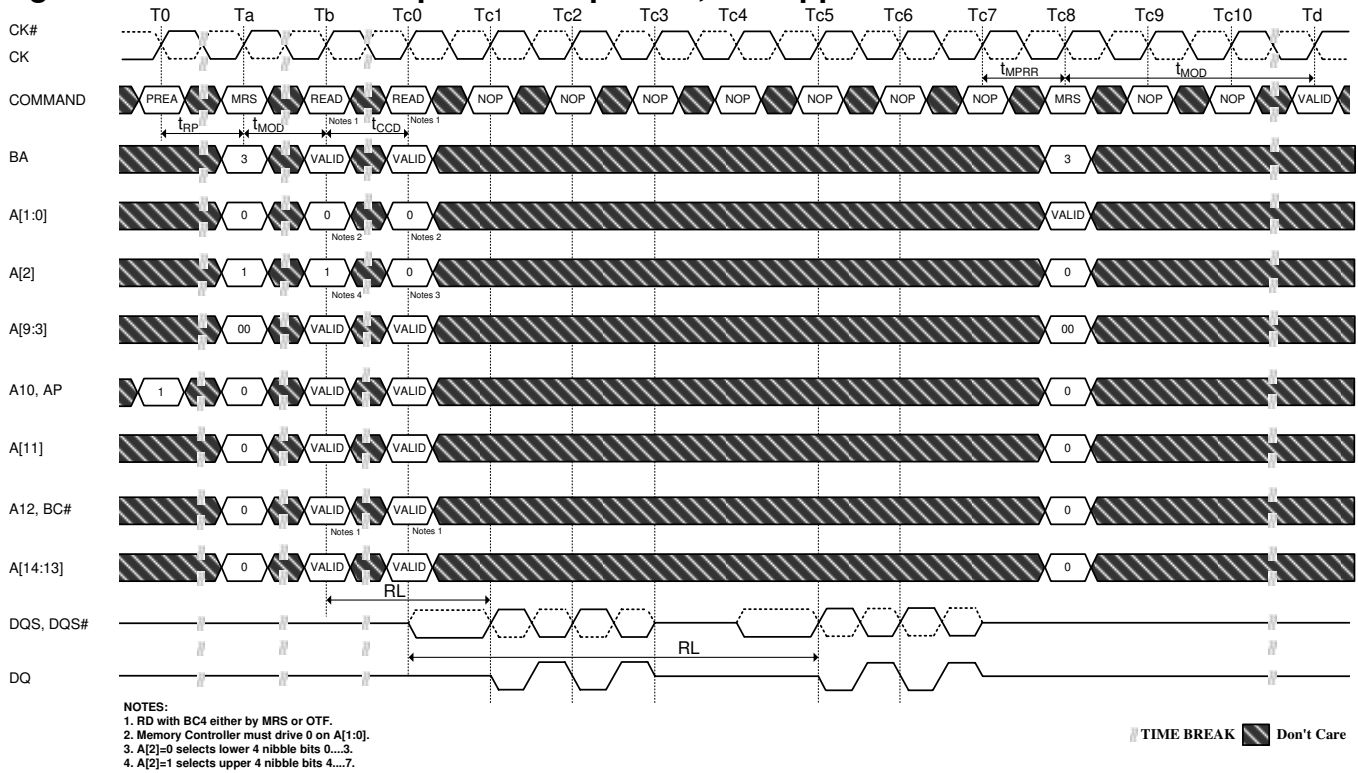 T0 Ta Tb Tc0 Tc1 Tc2 Tc3 Tc4 Tc5 Tc6 Tc7 Tc8 Tc9 Tc10 Td
CK#
CK
tMPRR tMOD
COMMAND PREA MRS READ READ NOP NOP NOP NOP NOP NOP NOP MRS NOP NOP VALID
Notes 1 Notes 1
tRP tMOD tCCD
BA 3 VALID VALID 3
A[1:0] 0 0 0 VALID
Notes 2 Notes 2
A[2] 1 1 0 0
Notes 4 Notes 3
A[9:3] 00 VALID VALID 00
A10, AP 1 0 VALID VALID 0
A[11] 0 VALID VALID 0
A12, BC# 0 VALID VALID 0
Notes 1 Notes 1
A[14:13] 0 VALID VALID 0
RL
DQS, DQS#
RL
DQ
NOTES:
1. RD with BC4 either by MRS or OTF.
2. Memory Controller must drive 0 on A[1:0].
3. A[2]=0 selects lower 4 nibble bits 0....3.
4. A[2]=1 selects upper 4 nibble bits 4....7.
TIME BREAK Don't Care